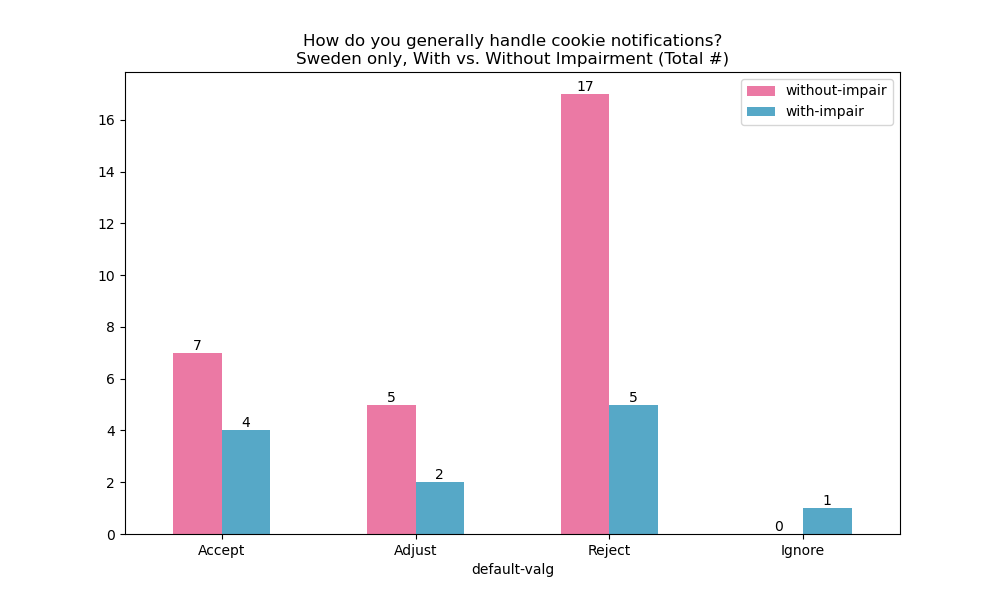 How do you generally handle cookie notifications?
Sweden only, With vs. Without Impairment (Total #)
without-impair
with-impair
16
14
12
10
8
6
4
2
0
7
4
5
2
17
5
0
1
Accept
Adjust
Reject
Ignore
default-valg